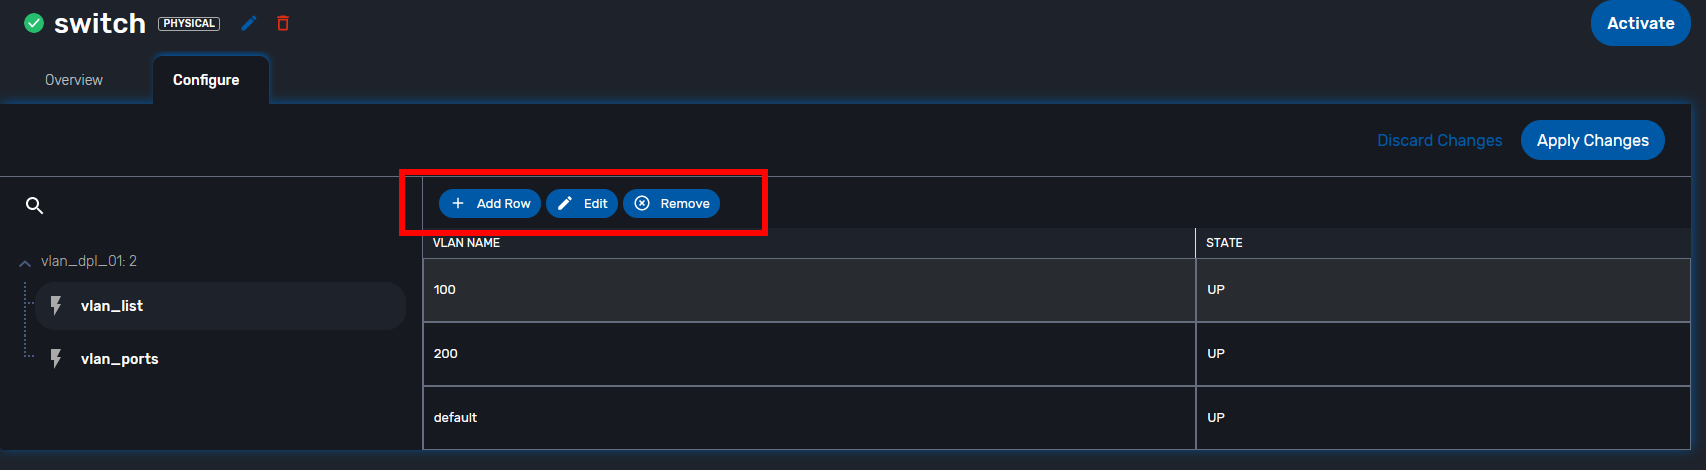 switch PHYSICAL
Activate
Overview Configure
Discard Changes Apply Changes
Add Row Edit Remove
vlan_dpl_01: 2
vlan_list
vlan_ports
VLAN NAME STATE
100 UP
200 UP
default UP